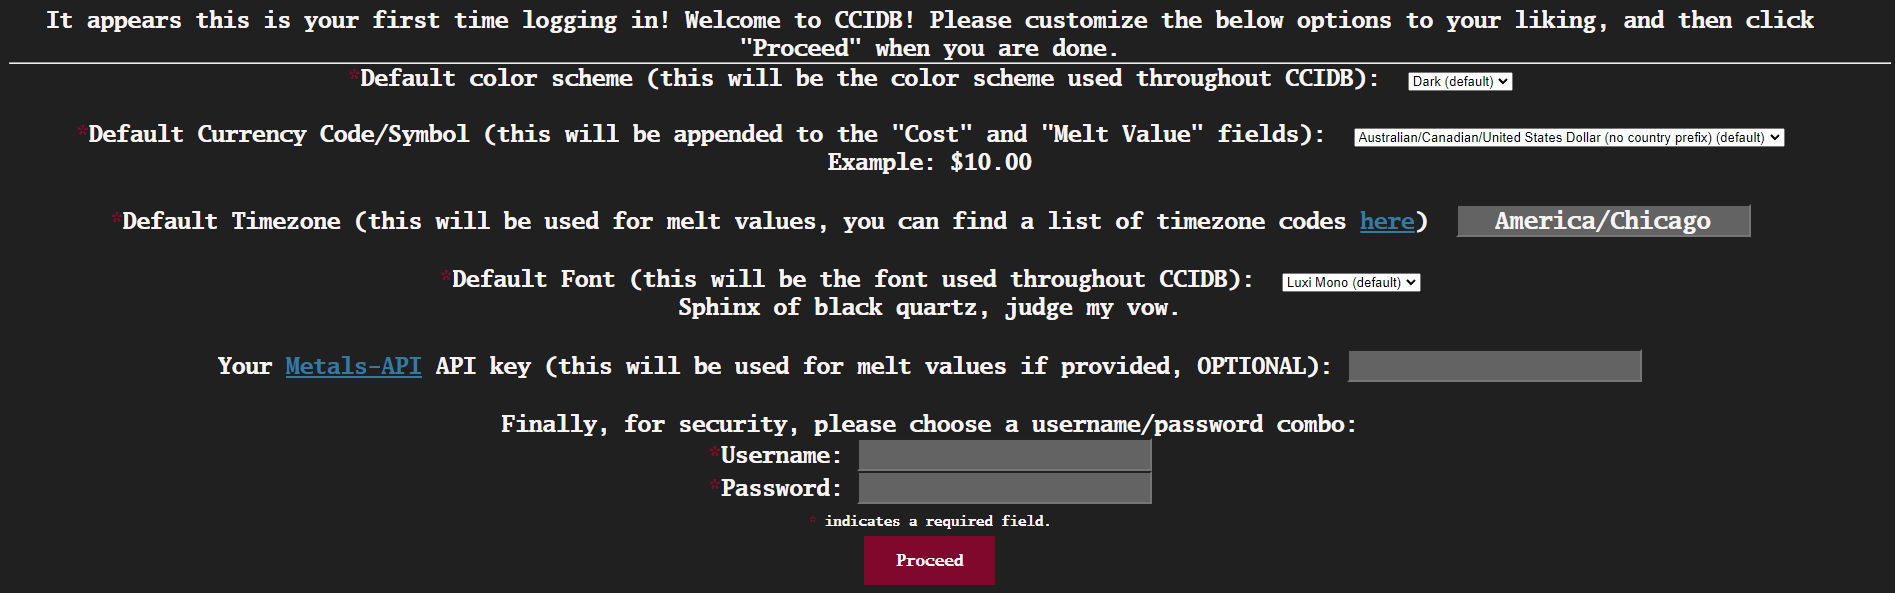 It appears this is your first time logging in! Welcome to CCIDB! Please customize the below options to your liking, and then click
"Proceed" when you are done.
*Default color scheme (this will be the color scheme used throughout CCIDB): Dark (default)
*Default Currency Code/Symbol (this will be appended to the "Cost" and "Melt Value" fields): Australian/Canadian/United States Dollar (no country prefix) (default)
Example: $10.00
*Default Timezone (this will be used for melt values, you can find a list of timezone codes here) America/Chicago
*Default Font (this will be the font used throughout CCIDB): Luxi Mono (default)
Sphinx of black quartz, judge my vow.
Your Metals-API API key (this will be used for melt values if provided, OPTIONAL):
Finally, for security, please choose a username/password combo:
*Username:
*Password:
* indicates a required field.
Proceed